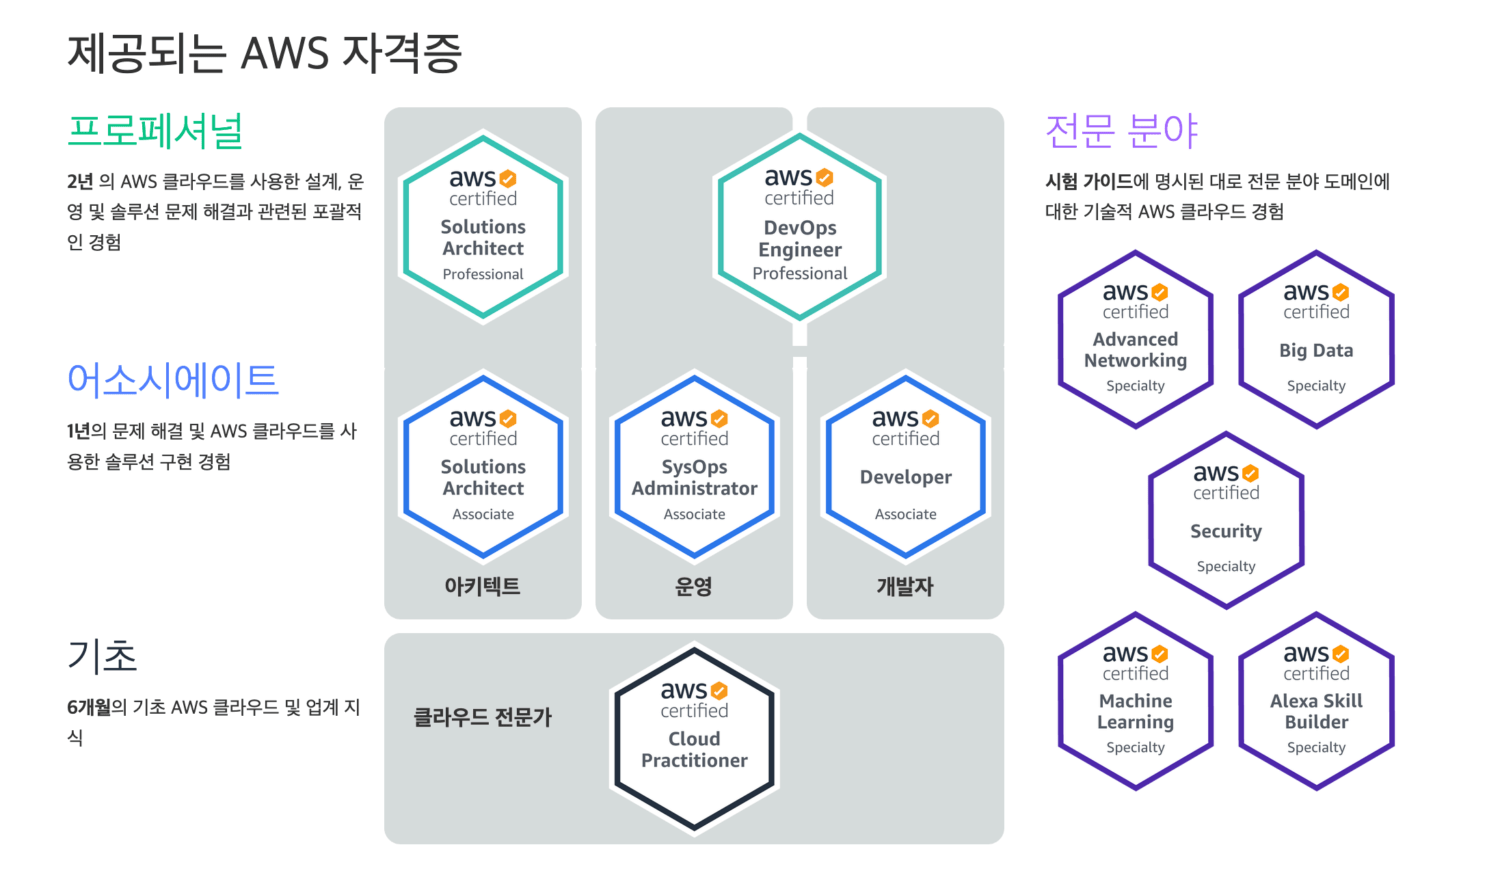 제공되는 AWS 자격증
프로페셔널
2년 의 AWS 클라우드를 사용한 설계, 운
영 및 솔루션 문제 해결과 관련된 포괄적
인 경험
aws
certified
Solutions
Architect
Professional
aws
certified
DevOps
Engineer
Professional
어소시에이트
1년의 문제 해결 및 AWS 클라우드를 사
용한 솔루션 구현 경험
aws
certified
Solutions
Architect
Associate
아키텍트
aws
certified
SysOps
Administrator
Associate
운영
aws
certified
Developer
Associate
개발자
기초
6개월의 기초 AWS 클라우드 및 업계 지
식
클라우드 전문가
aws
certified
Cloud
Practitioner
전문 분야
시험 가이드에 명시된 대로 전문 분야 도메인에
대한 기술적 AWS 클라우드 경험
aws
certified
Advanced
Networking
Specialty
aws
certified
Big Data
Specialty
aws
certified
Security
Specialty
aws
certified
Machine
Learning
Specialty
aws
certified
Alexa Skill
Builder
Specialty